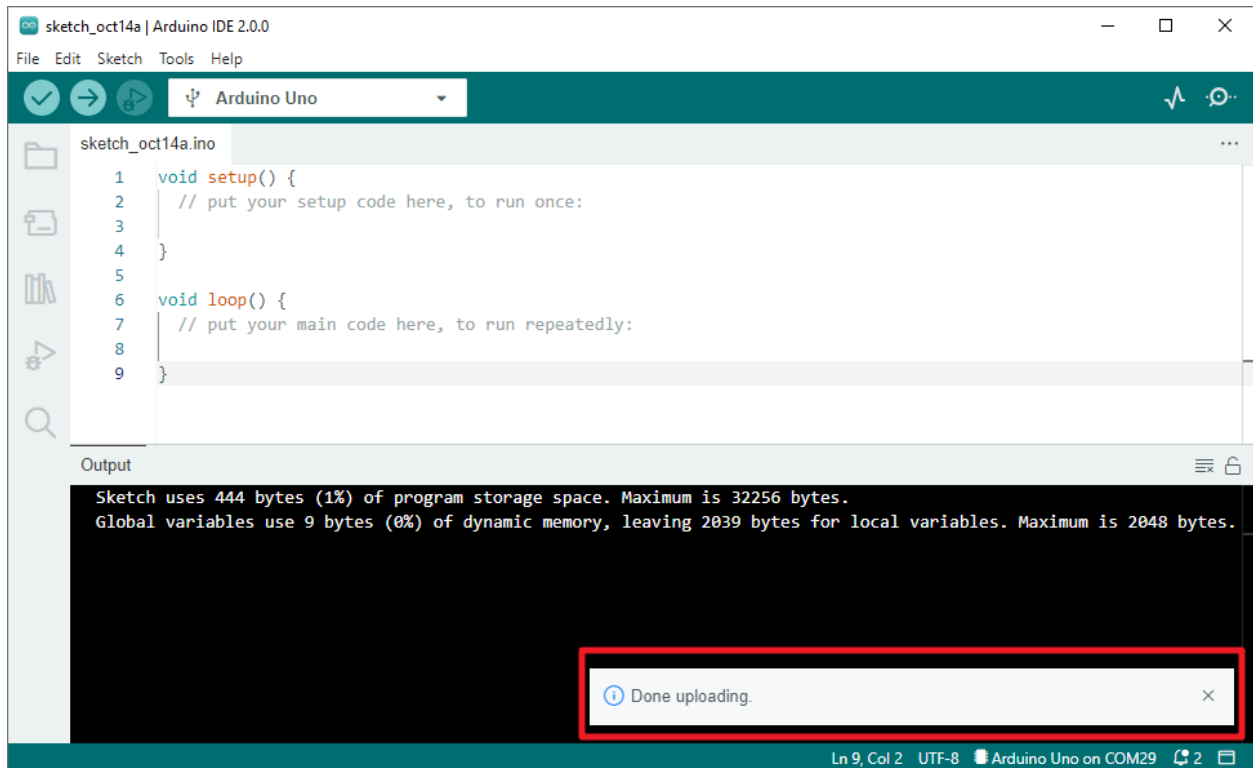 sketch_oct14a | Arduino IDE 2.0.0
File Edit Sketch Tools Help
Arduino Uno
sketch_oct14a.ino
1 void setup() {
2 // put your setup code here, to run once:
3
4 }
5
6 void loop() {
7 // put your main code here, to run repeatedly:
8
9 }
Output
Sketch uses 444 bytes (1%) of program storage space. Maximum is 32256 bytes.
Global variables use 9 bytes (0%) of dynamic memory, leaving 2039 bytes for local variables. Maximum is 2048 bytes.
Done uploading.
Ln 9, Col 2 UTF-8 Arduino Uno on COM29 2